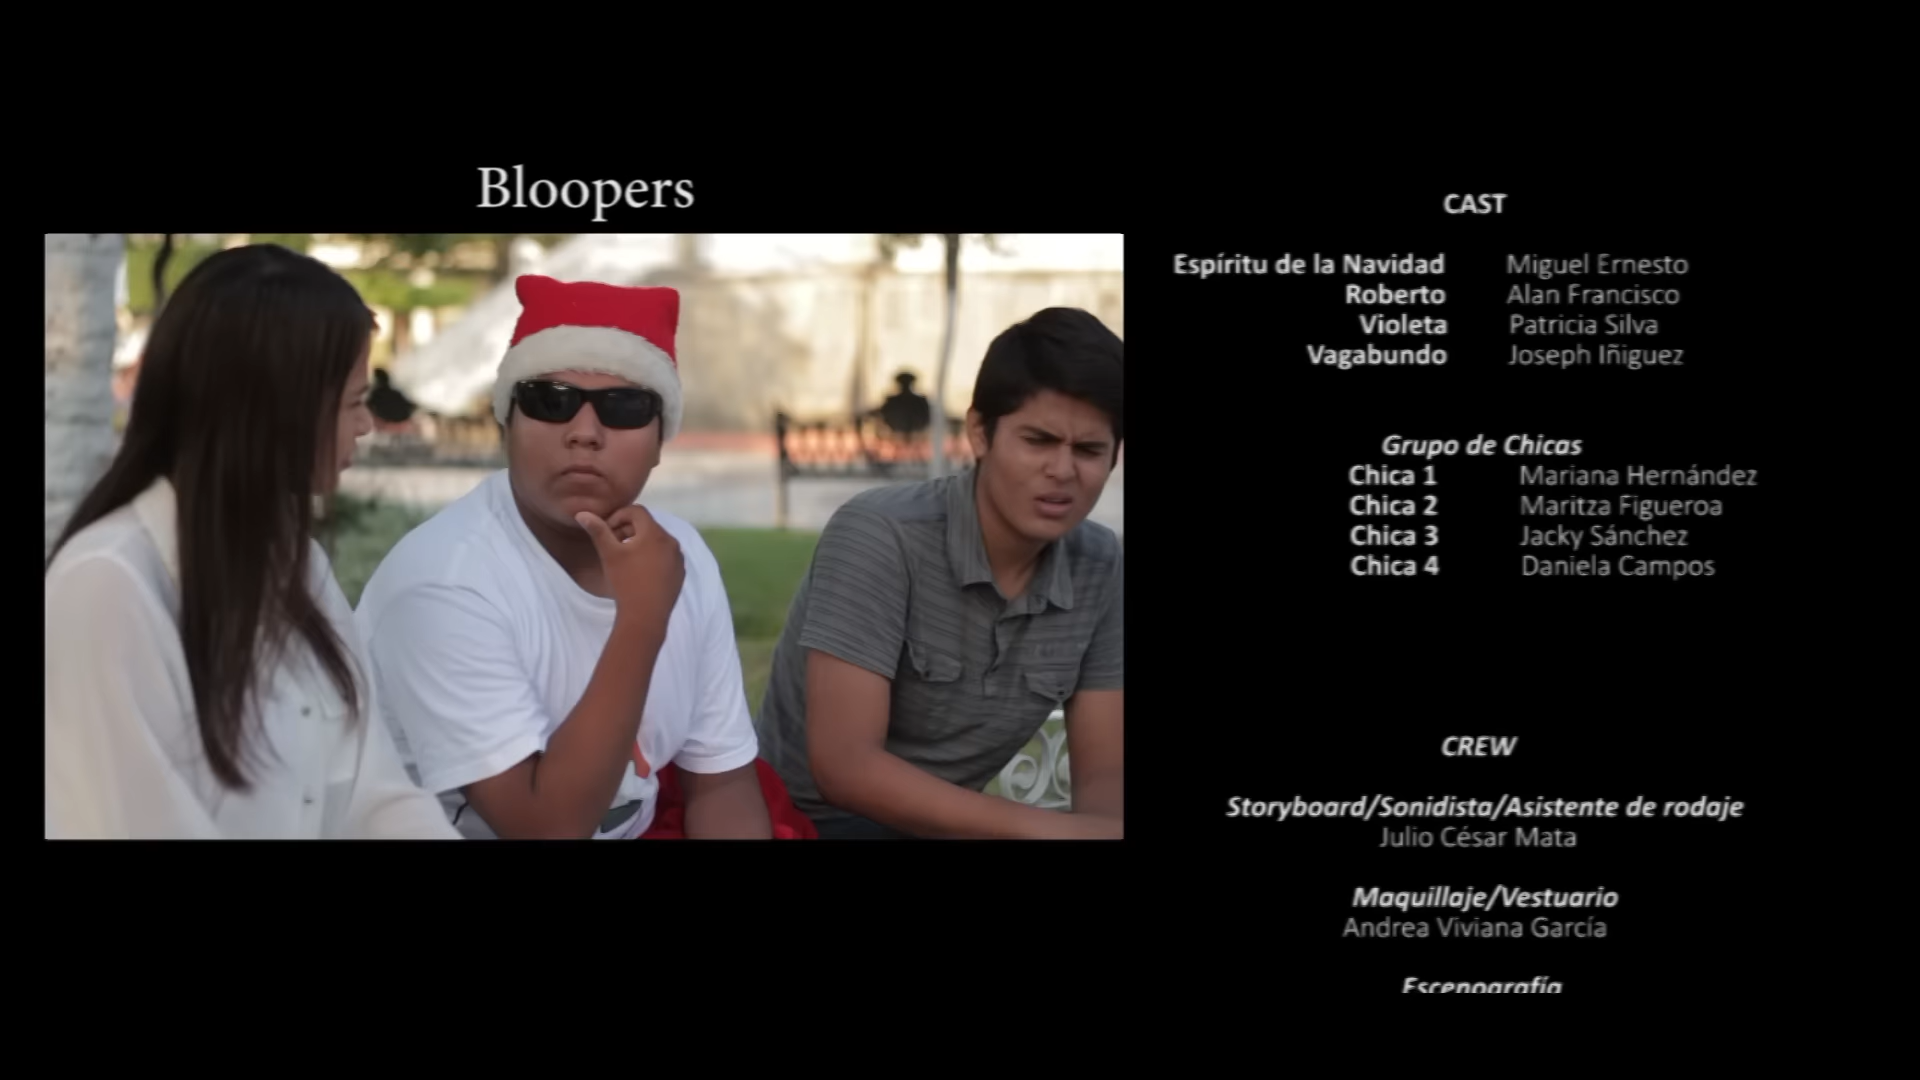 Bloopers
CAST
Espíritu de la Navidad Miguel Ernesto
Roberto Alan Francisco
Violeta Patricia Silva
Vagabundo Joseph Iñiguez
Grupo de Chicas
Chica 1 Mariana Hernández
Chica 2 Maritza Figueroa
Chica 3 Jacky Sánchez
Chica 4 Daniela Campos
CREW
Storyboard/Sonidista/Asistente de rodaje
Julio César Mata
Maquillaje/Vestuario
Andrea Viviana García
Escenografía